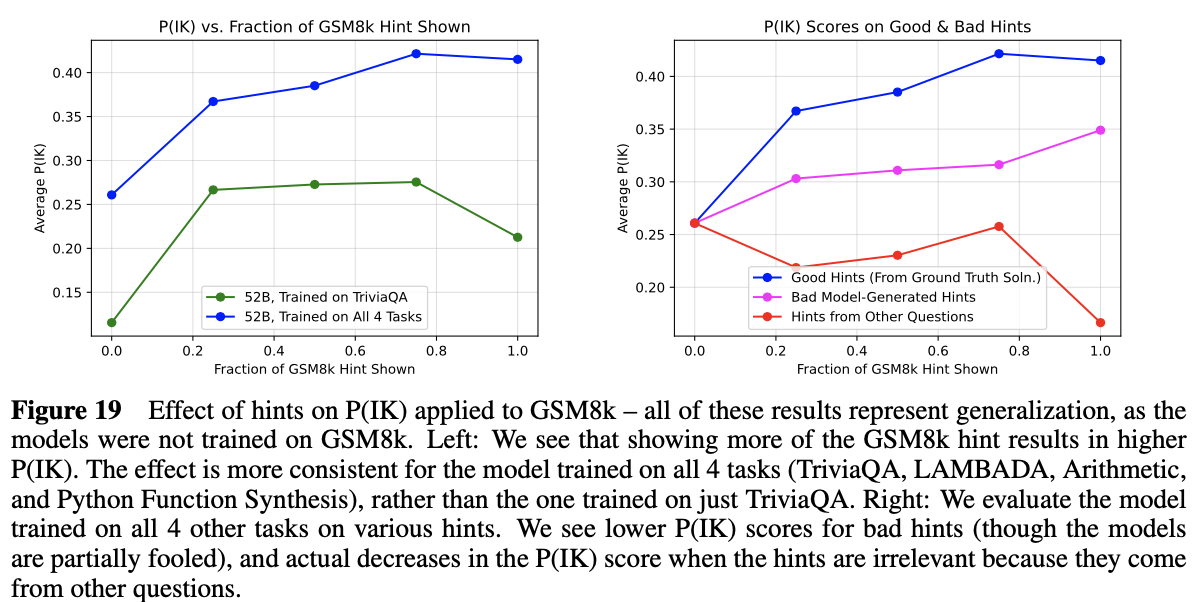 P(IK) vs. Fraction of GSM8k Hint Shown
Average P(IK)
0.40
0.35
0.30
0.25
0.20
0.15
52B, Trained on TriviaQA
52B, Trained on All 4 Tasks
0.0 0.2 0.4 0.6 0.8 1.0
Fraction of GSM8k Hint Shown
P(IK) Scores on Good & Bad Hints
Average P(IK)
0.40
0.35
0.30
0.25
0.20
Good Hints (From Ground Truth Soln.)
Bad Model-Generated Hints
Hints from Other Questions
0.0 0.2 0.4 0.6 0.8 1.0
Fraction of GSM8k Hint Shown
Figure 19 Effect of hints on P(IK) applied to GSM8k – all of these results represent generalization, as the
models were not trained on GSM8k. Left: We see that showing more of the GSM8k hint results in higher
P(IK). The effect is more consistent for the model trained on all 4 tasks (TriviaQA, LAMBADA, Arithmetic,
and Python Function Synthesis), rather than the one trained on just TriviaQA. Right: We evaluate the model
trained on all 4 other tasks on various hints. We see lower P(IK) scores for bad hints (though the models
are partially fooled), and actual decreases in the P(IK) score when the hints are irrelevant because they come
from other questions.